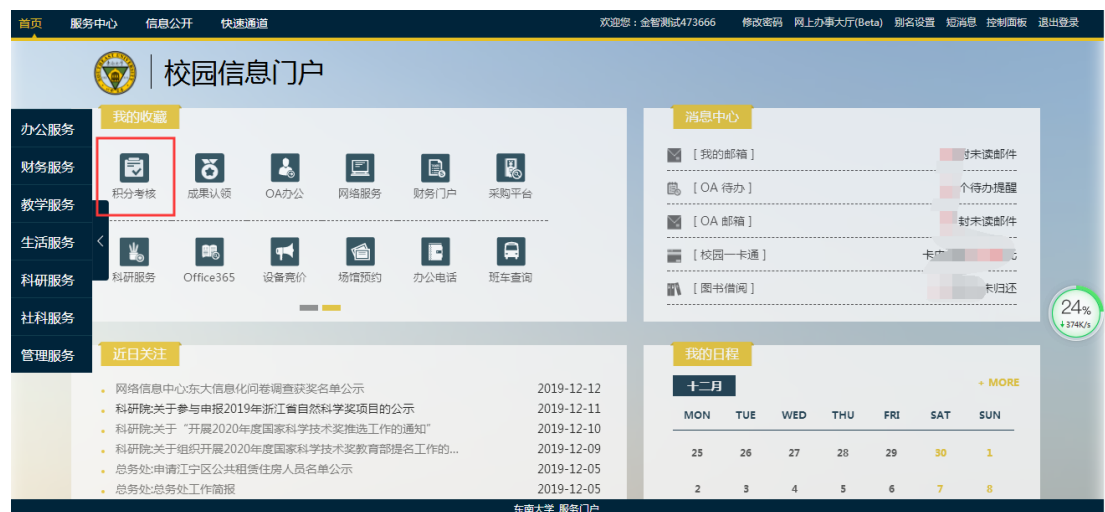 首页 服务中心 信息公开 快速通道 欢迎您：金智测试473666 修改密码 网上办事大厅(Beta) 别名设置 短消息 控制面板 退出登录
校园信息门户
办公服务
财务服务
教学服务
生活服务
科研服务
社科服务
管理服务
我的收藏
积分考核 成果认领 OA办公 网络服务 财务门户 采购平台
科研服务 Office365 设备竞价 场馆预约 办公电话 班车查询
消息中心
[ 我的邮箱 ] 封未读邮件
[ OA 待办 ] 个待办提醒
[ OA 邮箱 ] 封未读邮件
[ 校园一卡通 ]
[ 图书借阅 ] 未归还
24%
374K/s
近日关注
网络信息中心:东大信息化问卷调查获奖名单公示 2019-12-12
科研院:关于参与申报2019年浙江省自然科学奖项目的公示 2019-12-11
科研院:关于“开展2020年度国家科学技术奖推选工作的通知” 2019-12-10
科研院:关于组织开展2020年度国家科学技术奖教育部提名工作的... 2019-12-09
总务处:申请江宁区公共租赁住房人员名单公示 2019-12-05
总务处:总务处工作简报 2019-12-05
我的日程
十二月 + MORE
MON TUE WED THU FRI SAT SUN
25 26 27 28 29 30 1
2 3 4 5 6 7 8
东南大学 服务门户